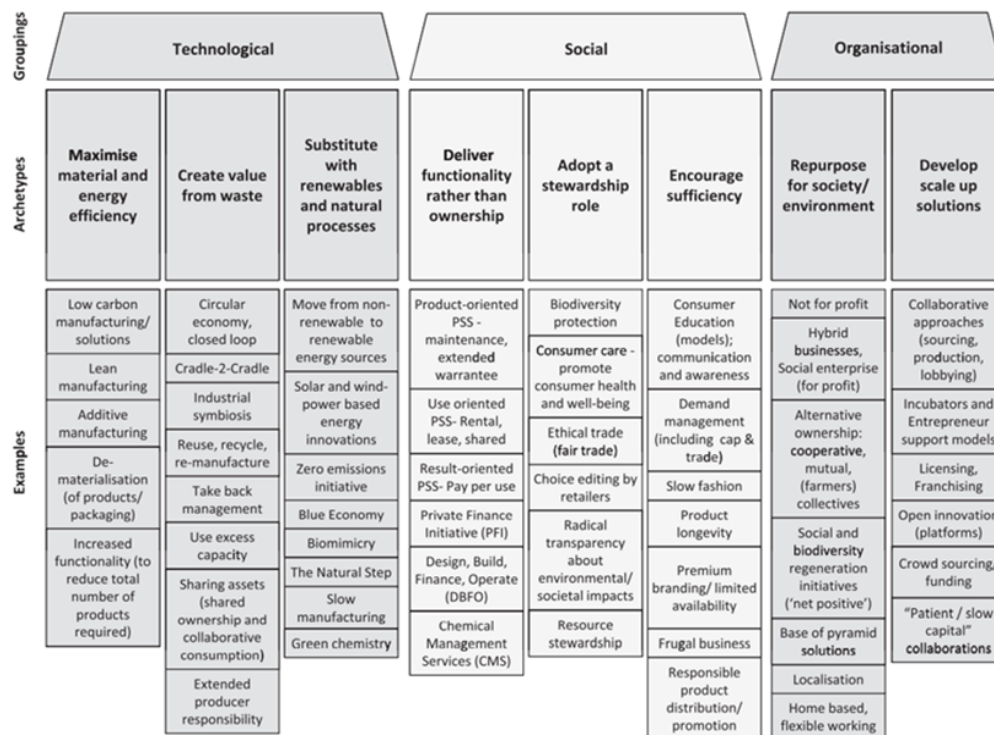 Groupings
Technological
Social
Organisational
Archetypes
Maximise
material and
energy
efficiency
Create value
from waste
Substitute
with
renewables
and natural
processes
Deliver
functionality
rather than
ownership
Adopt a
stewardship
role
Encourage
sufficiency
Repurpose
for society/
environment
Develop
scale up
solutions
Examples
Low carbon
manufacturing/
solutions
Lean
manufacturing
Additive
manufacturing
De-
materialisation
(of products/
packaging)
Increased
functionality (to
reduce total
number of
products
required)
Circular
economy,
closed loop
Cradle-2-Cradle
Industrial
symbiosis
Reuse, recycle,
re-manufacture
Take back
management
Use excess
capacity
Sharing assets
(shared
ownership and
collaborative
consumption)
Extended
producer
responsibility
Move from non-
renewable to
renewable
energy sources
Solar and wind-
power based
energy
innovations
Zero emissions
initiative
Blue Economy
Biomimicry
The Natural Step
Slow
manufacturing
Green chemistry
Product-oriented
PSS -
maintenance,
extended
warrantee
Use oriented
PSS- Rental,
lease, shared
Result-oriented
PSS- Pay per use
Private Finance
Initiative (PFI)
Design, Build,
Finance, Operate
(DBFO)
Chemical
Management
Services (CMS)
Biodiversity
protection
Consumer care -
promote
consumer health
and well-being
Ethical trade
(fair trade)
Choice editing by
retailers
Radical
transparency
about
environmental/
societal impacts
Resource
stewardship
Consumer
Education
(models);
communication
and awareness
Demand
management
(including cap &
trade)
Slow fashion
Product
longevity
Premium
branding/ limited
availability
Frugal business
Responsible
product
distribution/
promotion
Not for profit
Hybrid
businesses,
Social enterprise
(for profit)
Alternative
ownership:
cooperative,
mutual,
(farmers)
collectives
Social and
biodiversity
regeneration
initiatives
('net positive')
Base of pyramid
solutions
Localisation
Home based,
flexible working
Collaborative
approaches
(sourcing,
production,
lobbying)
Incubators and
Entrepreneur
support models
Licensing,
Franchising
Open innovation
(platforms)
Crowd sourcing/
funding
"Patient / slow
capital"
collaborations